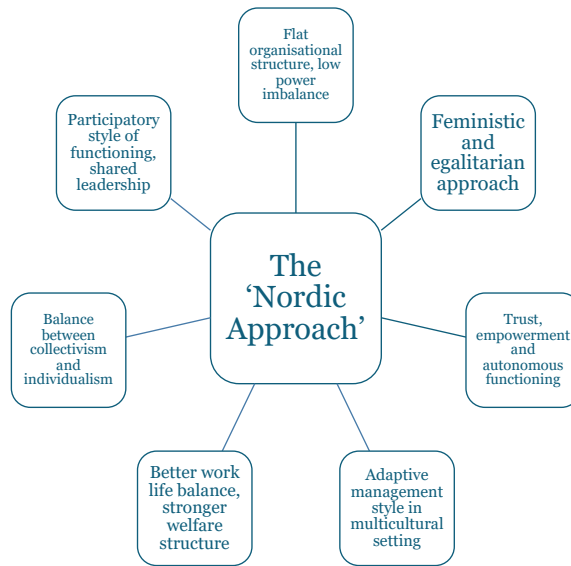 Flat
organisational
structure, low
power
imbalance
Feministic
and
egalitarian
approach
Trust,
empowerment
and
autonomous
functioning
Adaptive
management
style in
multicultural
setting
Better work
life balance,
stronger
welfare
structure
Balance
between
collectivism
and
individualism
Participatory
style of
functioning,
shared
leadership
The
‘Nordic
Approach’